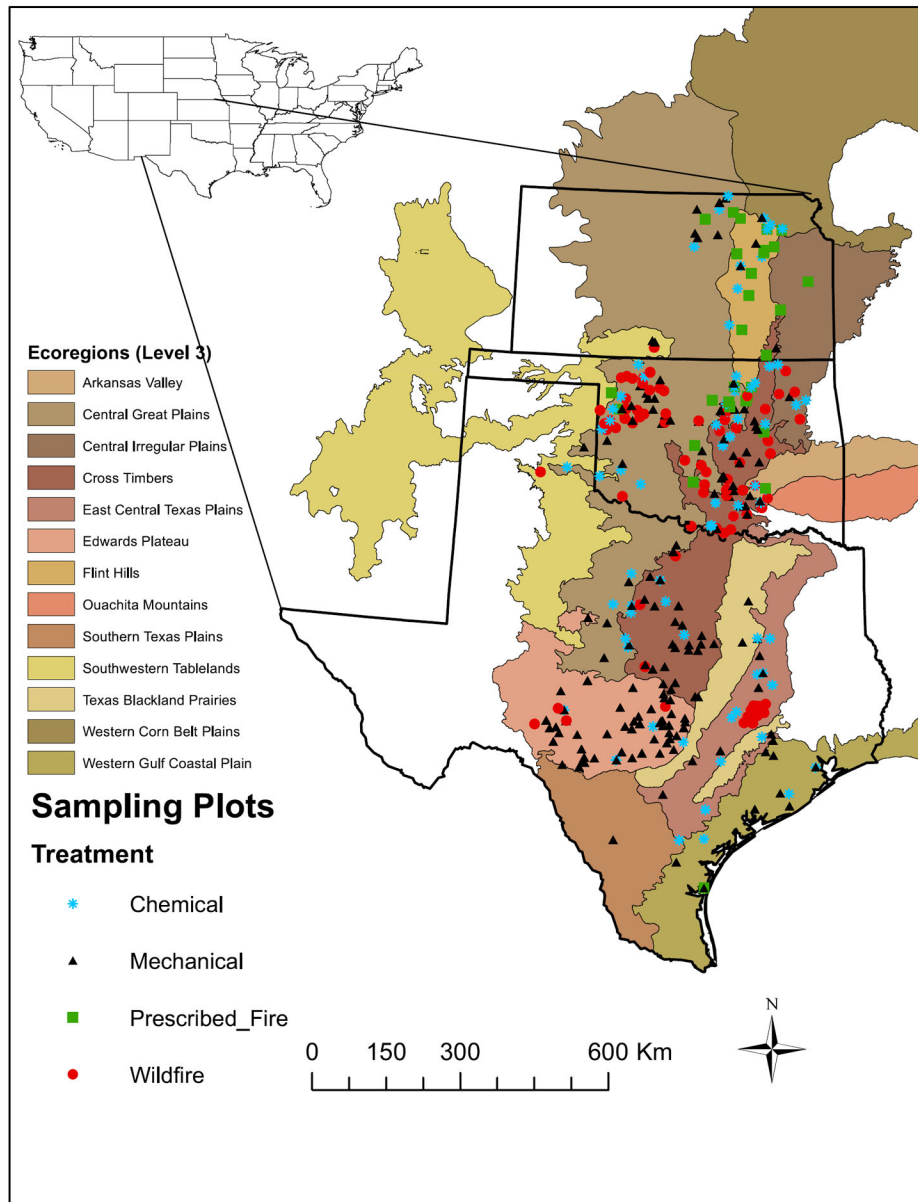 Ecoregions (Level 3)
Arkansas Valley
Central Great Plains
Central Irregular Plains
Cross Timbers
East Central Texas Plains
Edwards Plateau
Flint Hills
Ouachita Mountains
Southern Texas Plains
Southwestern Tablelands
Texas Blackland Prairies
Western Corn Belt Plains
Western Gulf Coastal Plain
Sampling Plots
Treatment
Chemical
Mechanical
Prescribed_Fire
Wildfire
0 150 300 600 Km
N